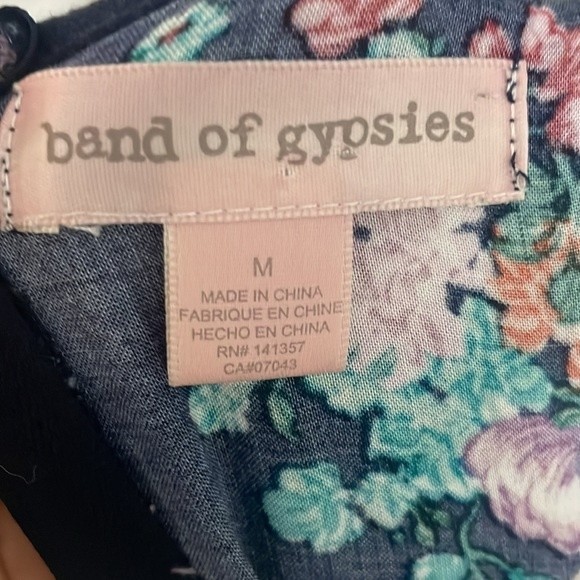 band of gypsies
M
MADE IN CHINA
FABRIQUE EN CHINE
HECHO EN CHINA
RN# 141357
CA#07043